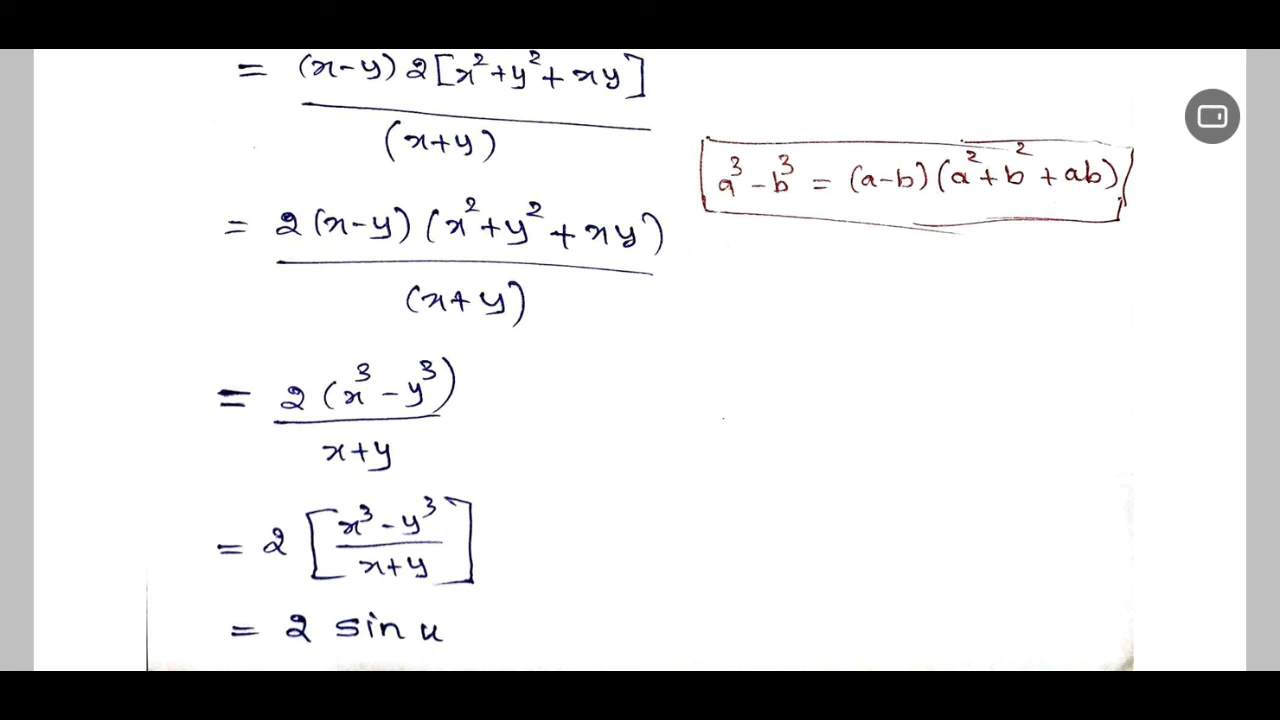 = (x-y) 2 [x²+y²+xy]
(x+y)
a³-b³ = (a-b)(a²+b²+ab)
= 2(x-y)(x²+y²+xy)
(x+y)
= 2(x³-y³)
x+y
= 2 [x³-y³
x+y]
= 2 sin u